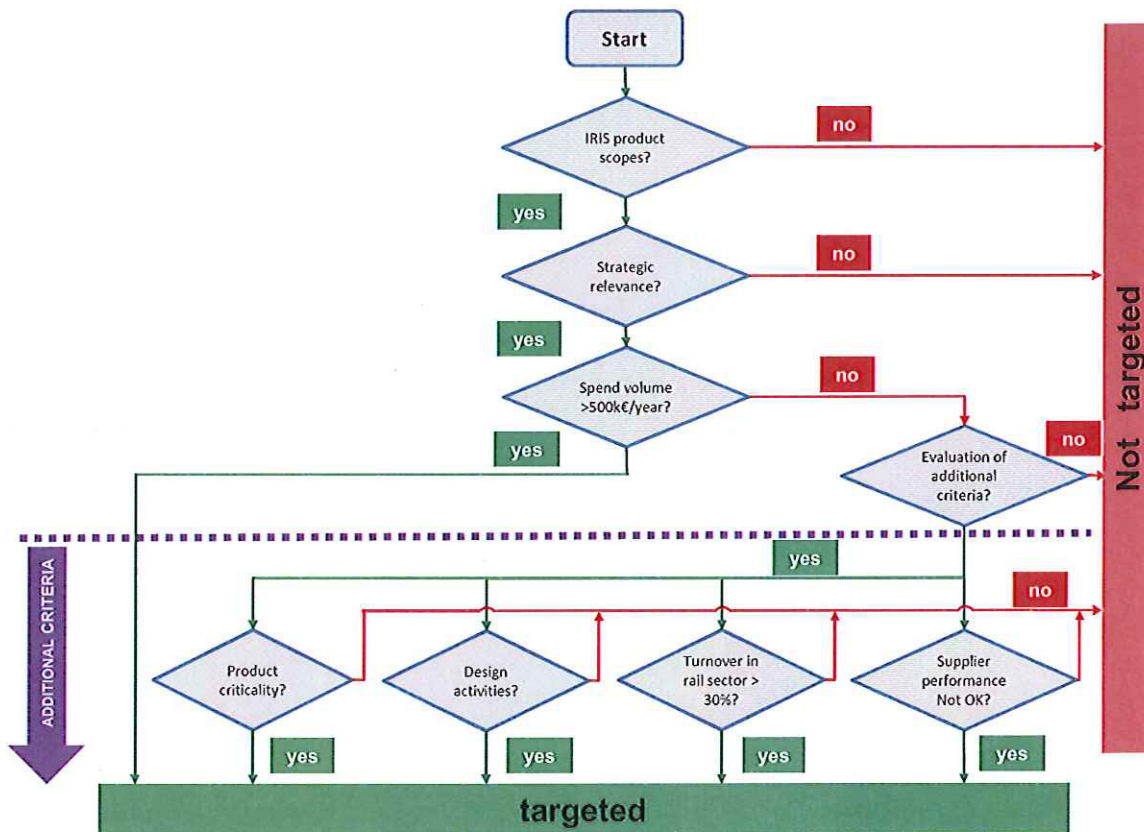 Start
IRIS product
scopes?
no
yes
Strategic
relevance?
no
yes
Spend volume
>500k€/year?
no
yes
Evaluation of
additional
criteria?
no
Not targeted
ADDITIONAL CRITERIA
yes
no
Product
criticality?
Design
activities?
Turnover in
rail sector >
30%?
Supplier
performance
Not OK?
yes
yes
yes
yes
targeted